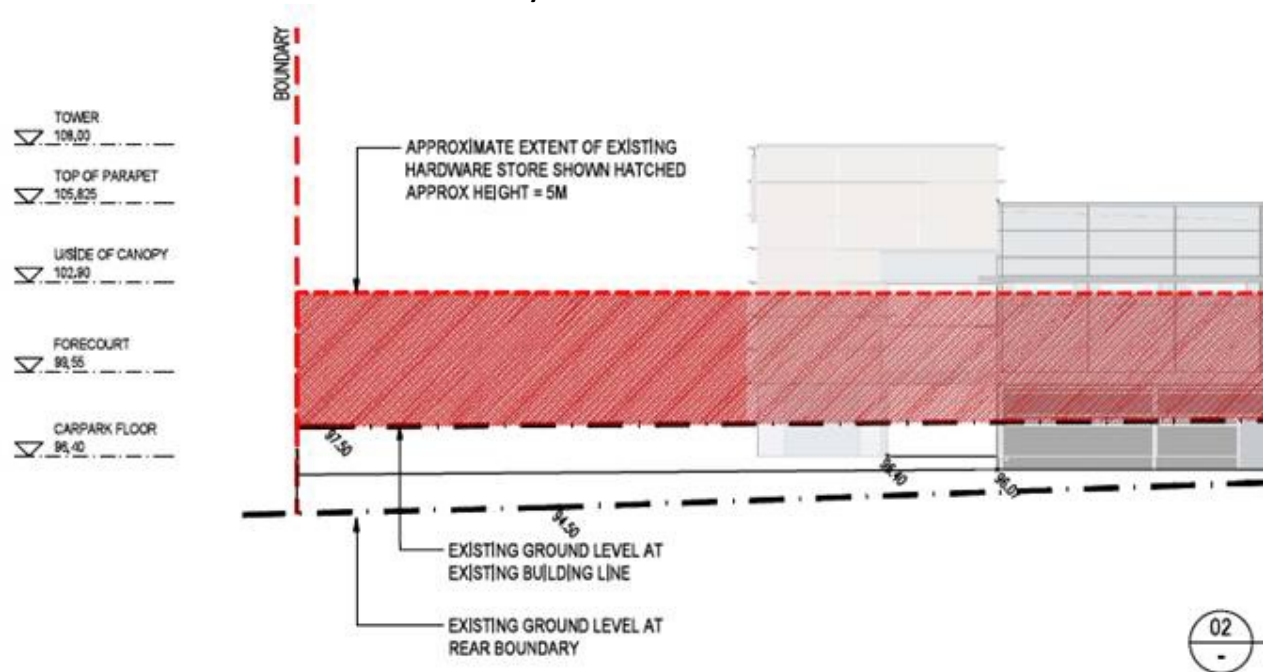 BOUNDARY
TOWER
108.00
TOP OF PARAPET
105.825
U/SIDE OF CANOPY
102.90
FORECOURT
99.55
CARPARK FLOOR
96.40
APPROXIMATE EXTENT OF EXISTING
HARDWARE STORE SHOWN HATCHED
APPROX HEIGHT = 5M
97.50
96.40
96.01
94.50
EXISTING GROUND LEVEL AT
EXISTING BUILDING LINE
EXISTING GROUND LEVEL AT
REAR BOUNDARY
02
-